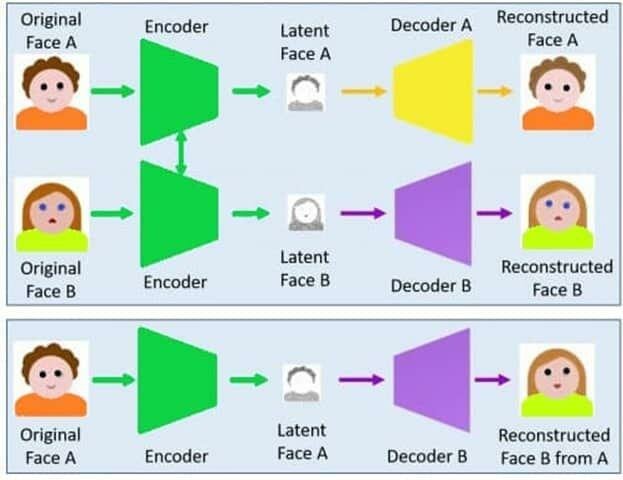 Original
Face A
Encoder
Latent
Face A
Decoder A
Reconstructed
Face A
Original
Face B
Encoder
Latent
Face B
Decoder B
Reconstructed
Face B
Original
Face A
Encoder
Latent
Face A
Decoder B
Reconstructed
Face B from A